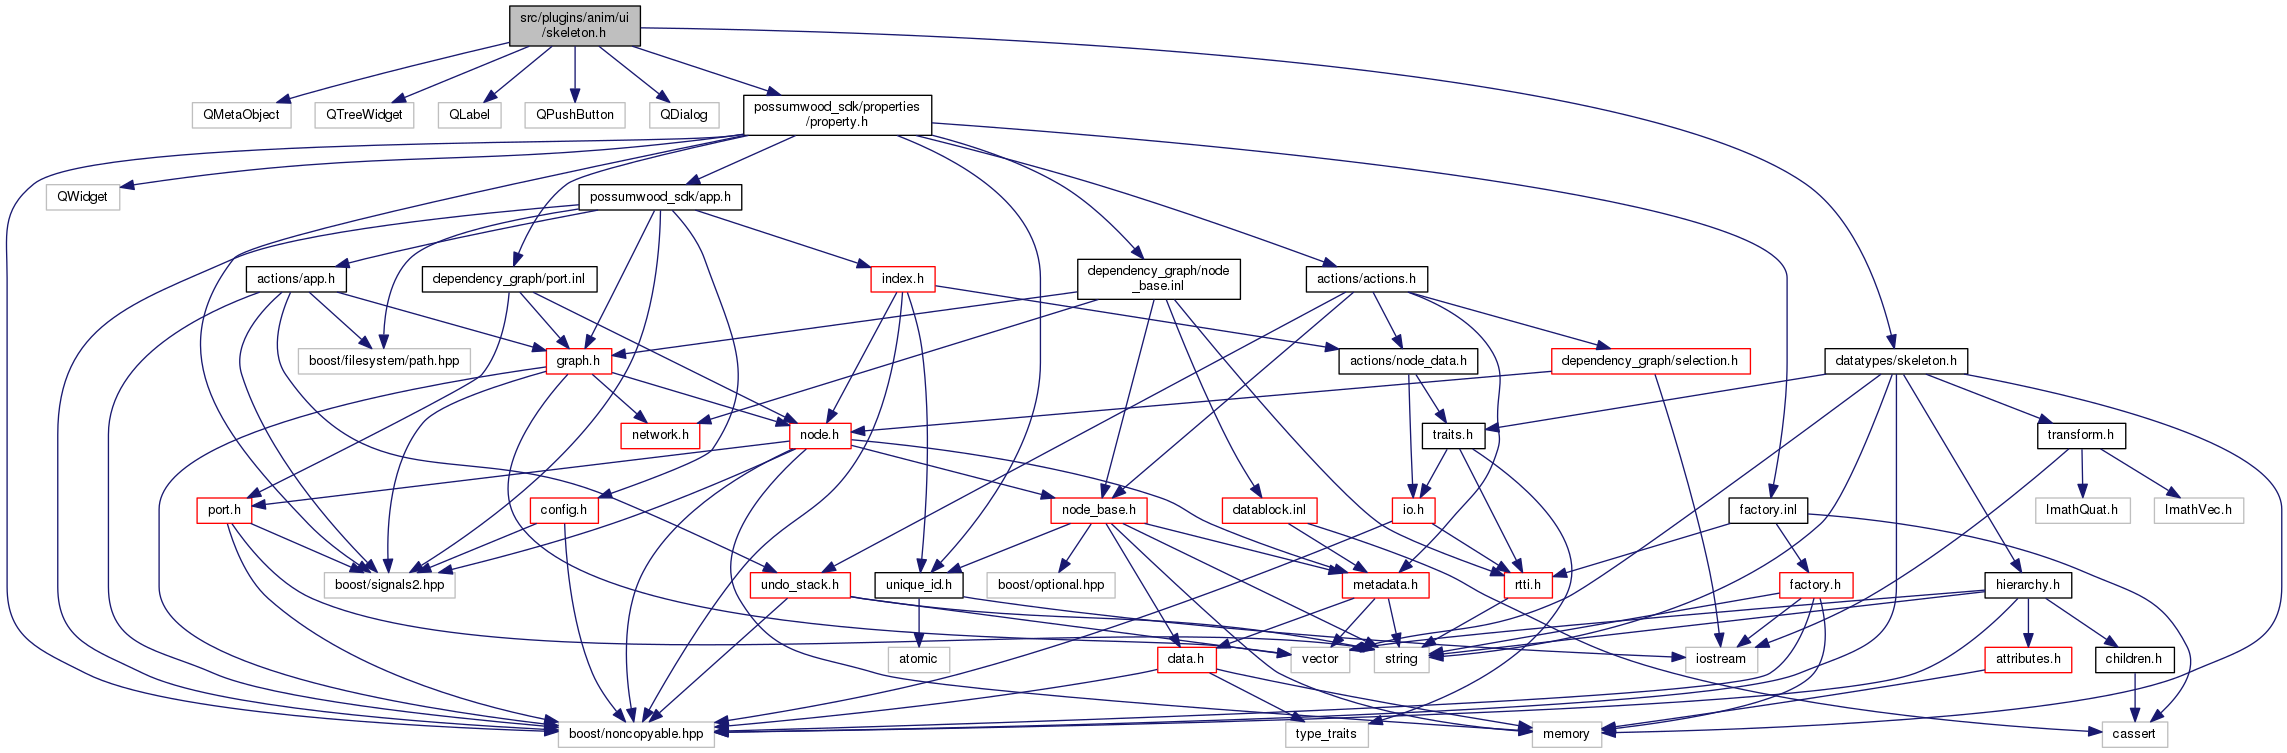 src/plugins/anim/ui
/skeleton.h
QMetaObject
QTreeWidget
QLabel
QPushButton
QDialog
possumwood_sdk/properties
/property.h
QWidget
possumwood_sdk/app.h
actions/app.h
dependency_graph/port.inl
index.h
dependency_graph/node
_base.inl
actions/actions.h
boost/filesystem/path.hpp
graph.h
actions/node_data.h
dependency_graph/selection.h
datatypes/skeleton.h
network.h
node.h
traits.h
transform.h
port.h
config.h
node_base.h
datablock.inl
io.h
factory.inl
ImathQuat.h
ImathVec.h
boost/signals2.hpp
undo_stack.h
unique_id.h
boost/optional.hpp
metadata.h
rtti.h
factory.h
hierarchy.h
atomic
data.h
vector
string
iostream
attributes.h
children.h
boost/noncopyable.hpp
type_traits
memory
cassert